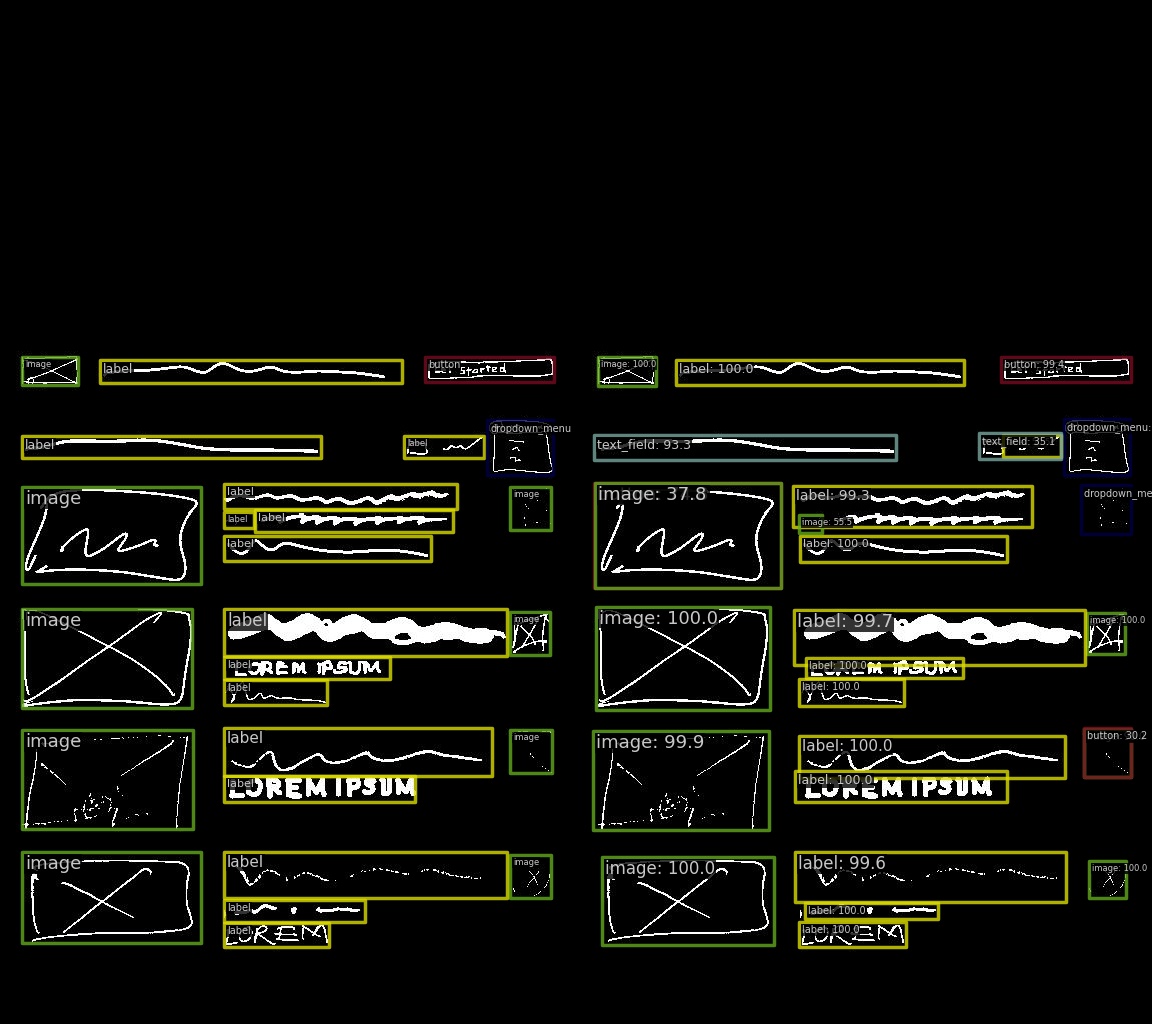 image label button started image: 100.0 label: 100.0 button: 99.4
label label dropdown_menu text_field: 93.3 text_field: 35.1 dropdown_menu:
image label image image: 37.8 label: 99.3 dropdown_me
label label image: 55.5
label label: 100.0
image label image image: 100.0 label: 99.7 image: 100.0
label LOREM IPSUM label: 100.0 LOREM IPSUM
label label: 100.0
image label image image: 99.9 label: 100.0 button: 30.2
label LOREM IPSUM label: 100.0 LOREM IPSUM
image label image image: 100.0 label: 99.6 image: 100.0
label label: 100.0
label LOREM label: 100.0 LOREM